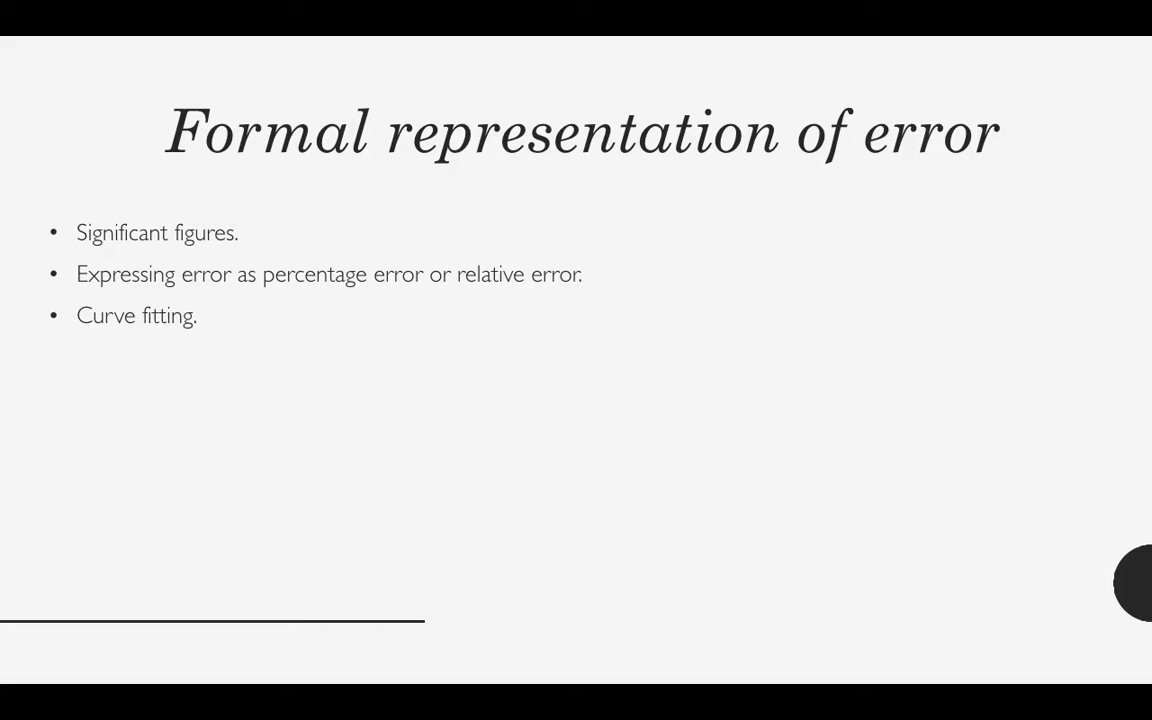 Formal representation of error
• Significant figures.
• Expressing error as percentage error or relative error.
• Curve fitting.